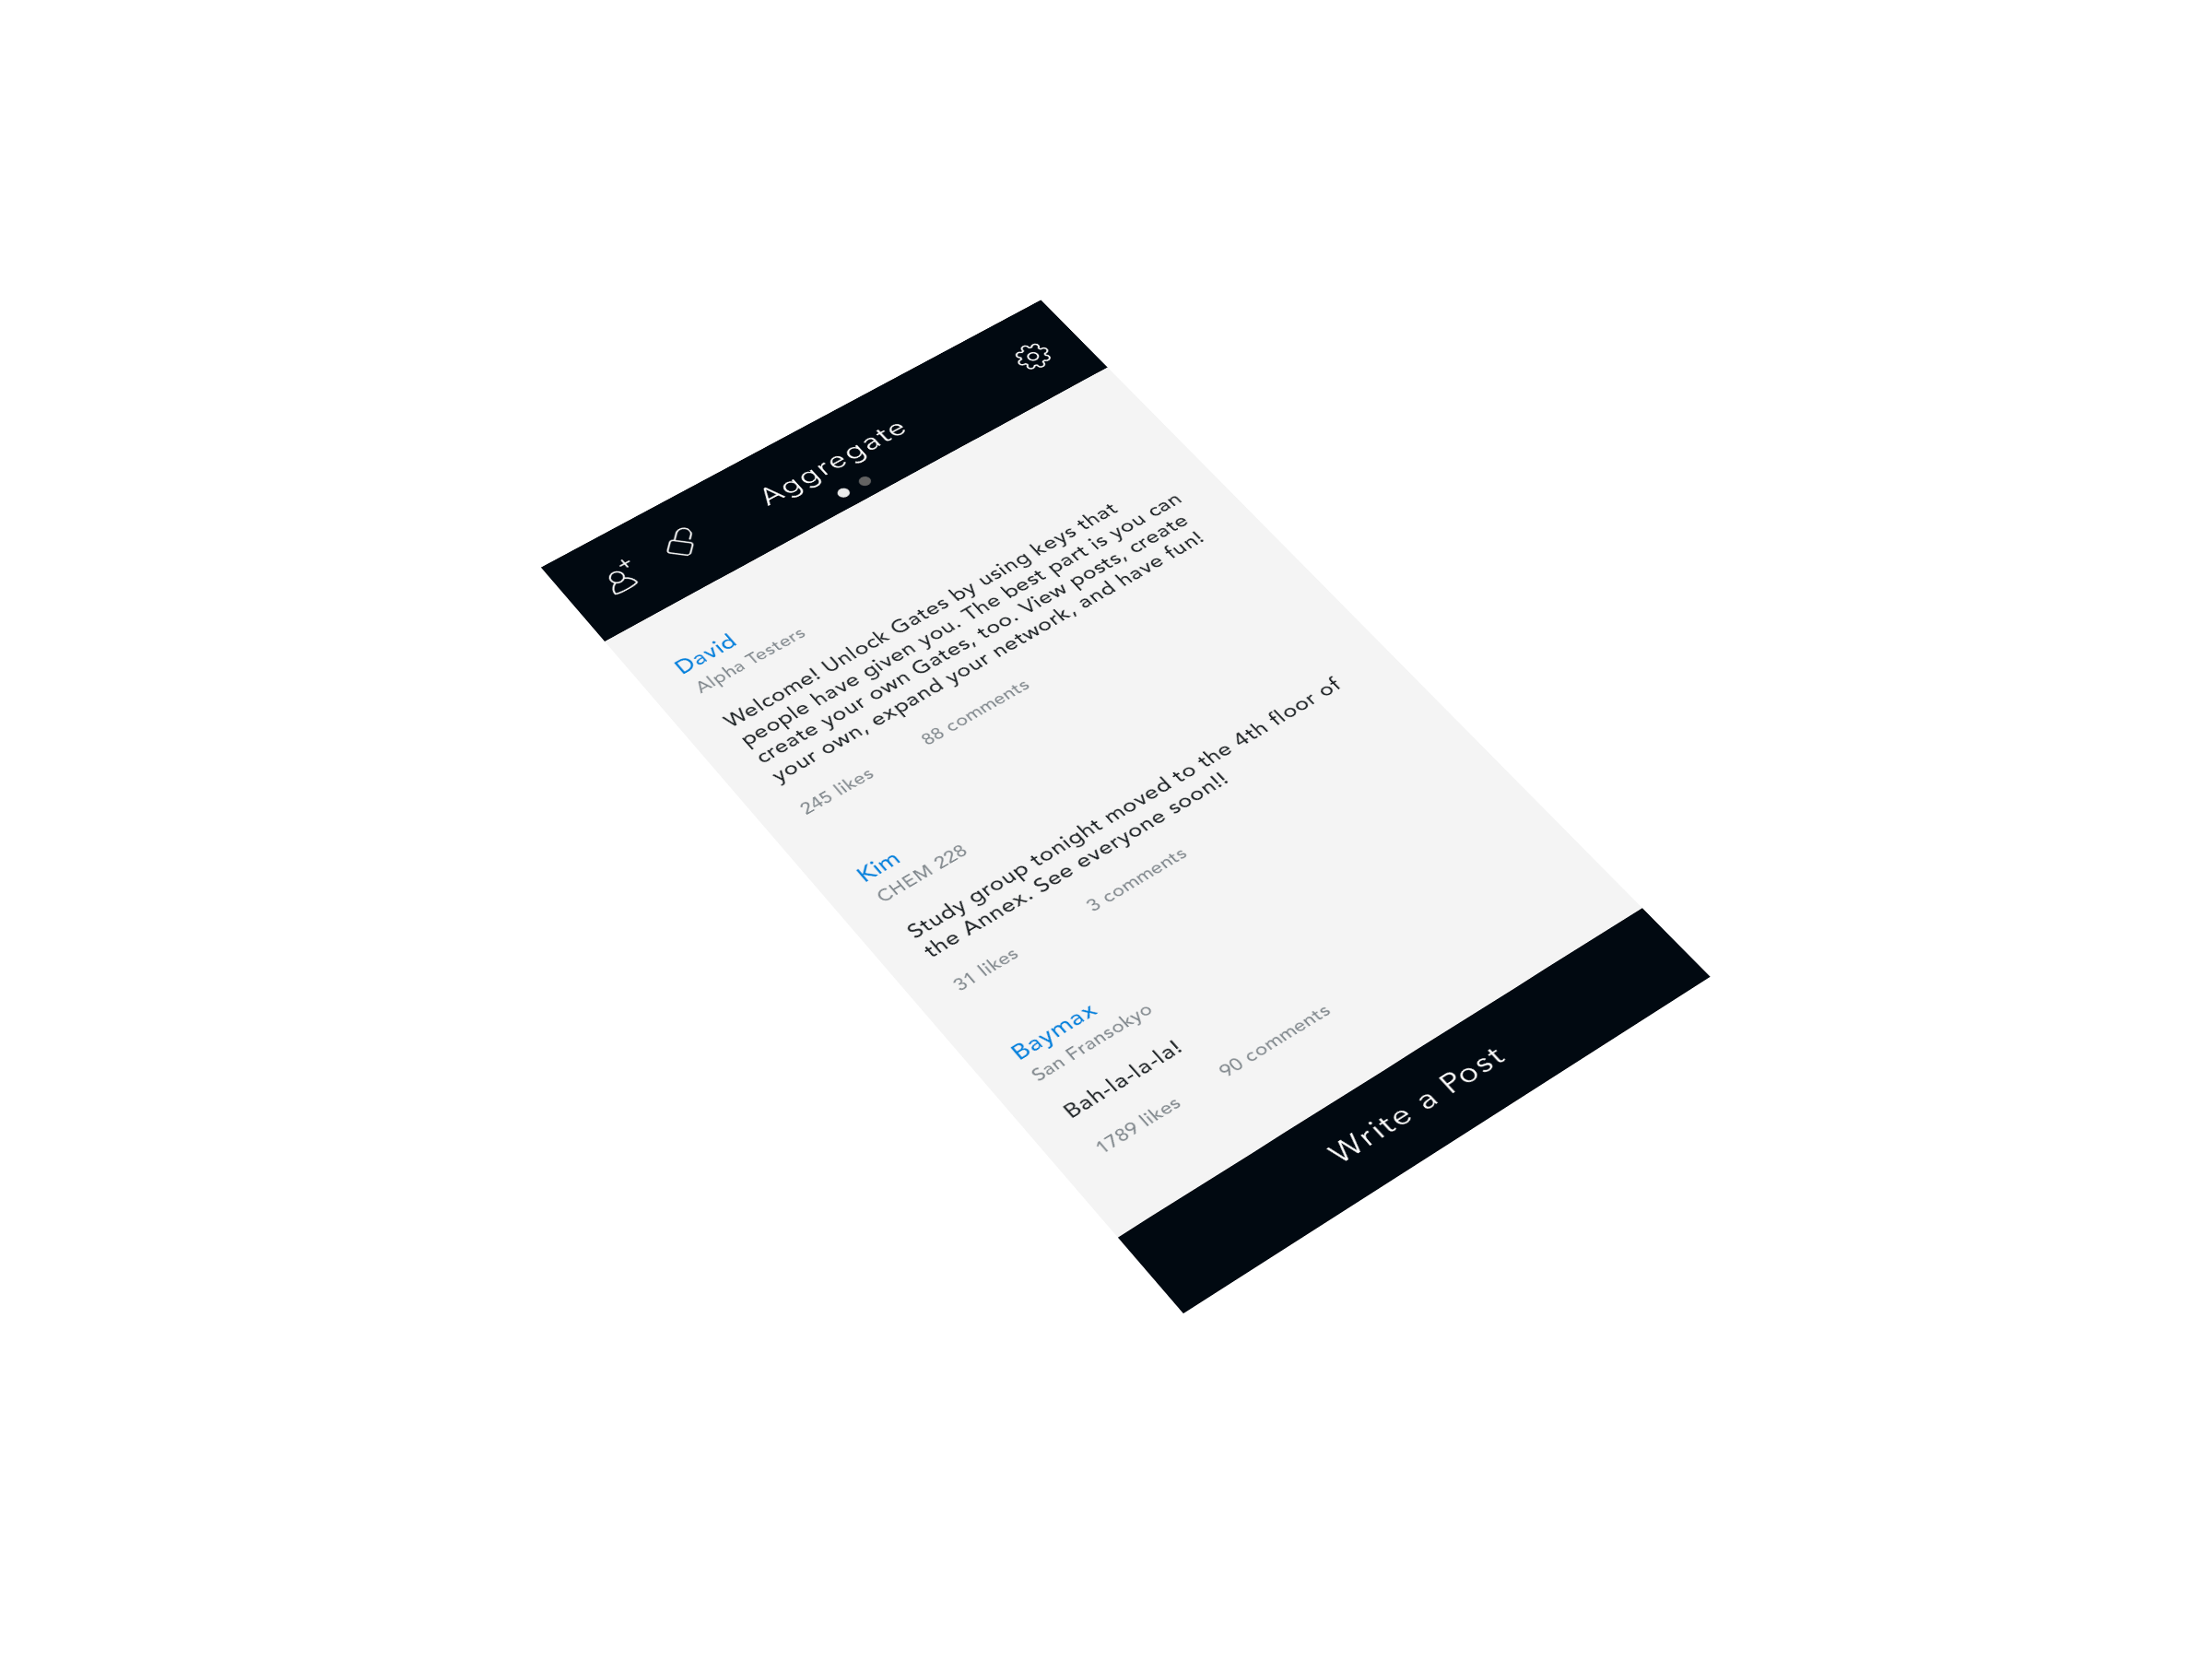 Aggregate
David
Alpha Testers
Welcome! Unlock Gates by using keys that
people have given you. The best part is you can
create your own Gates, too. View posts, create
your own, expand your network, and have fun!
245 likes 88 comments
Kim
CHEM 228
Study group tonight moved to the 4th floor of
the Annex. See everyone soon!!
31 likes 3 comments
Baymax
San Fransokyo
Bah-la-la-la!
1789 likes 90 comments
Write a Post